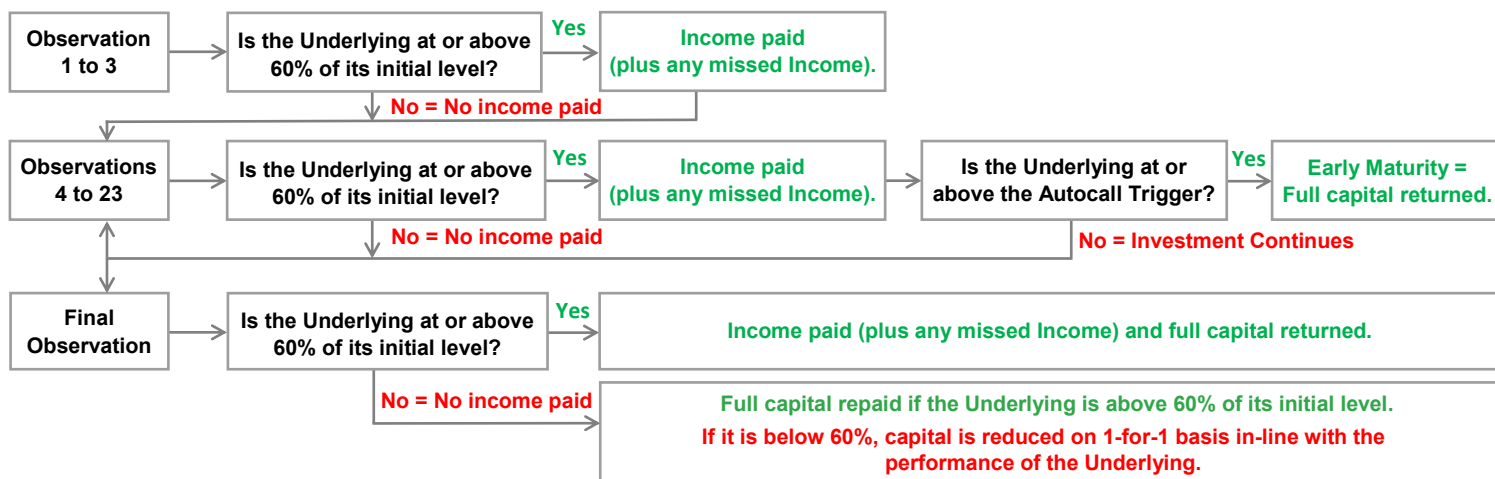 Observation
1 to 3
Is the Underlying at or above
60% of its initial level?
Yes
Income paid
(plus any missed Income).
No = No income paid
Observations
4 to 23
Is the Underlying at or above
60% of its initial level?
Yes
Income paid
(plus any missed Income).
Is the Underlying at or
above the Autocall Trigger?
Yes
Early Maturity =
Full capital returned.
No = No income paid
No = Investment Continues
Final
Observation
Is the Underlying at or above
60% of its initial level?
Yes
Income paid (plus any missed Income) and full capital returned.
No = No income paid
Full capital repaid if the Underlying is above 60% of its initial level.
If it is below 60%, capital is reduced on 1-for-1 basis in-line with the
performance of the Underlying.